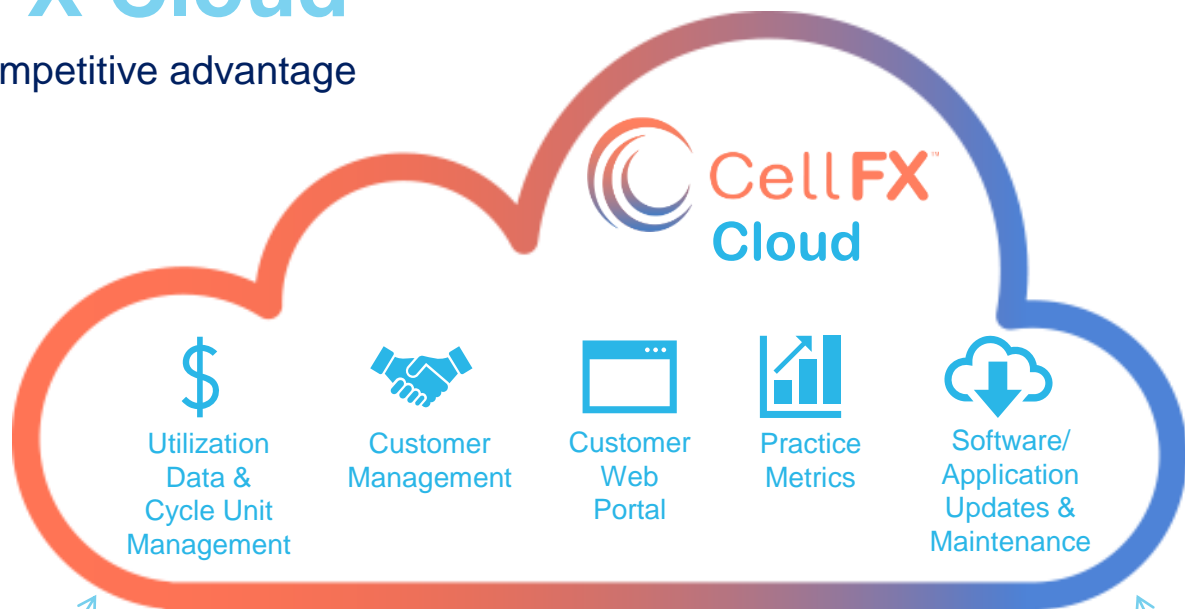 X Cloud
mpetitive advantage
CellFX™
Cloud
Utilization
Data &
Cycle Unit
Management
Customer
Management
Customer
Web
Portal
Practice
Metrics
Software/
Application
Updates &
Maintenance